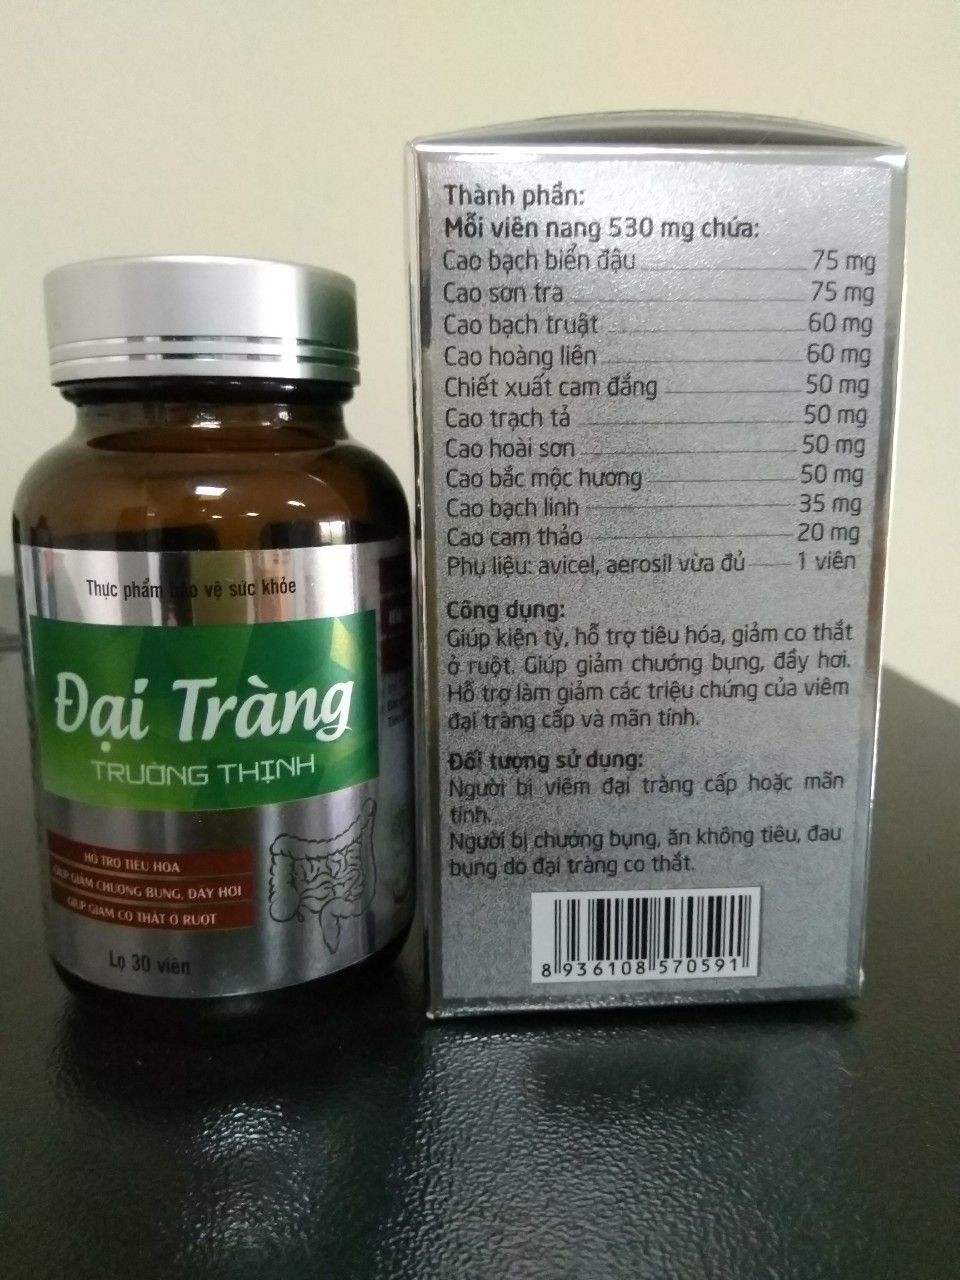 Thực phẩm bảo vệ sức khỏe
Đại Tràng
TRƯỜNG THỊNH
HỖ TRỢ TIÊU HÓA
GIÚP GIẢM CHƯỚNG BỤNG, ĐẦY HƠI
GIÚP GIẢM CO THẮT Ở RUỘT
Lọ 30 viên
Thành phần:
Mỗi viên nang 530 mg chứa:
Cao bạch biển đậu 75 mg
Cao sơn tra 75 mg
Cao bạch truật 60 mg
Cao hoàng liên 60 mg
Chiết xuất cam đắng 50 mg
Cao trạch tả 50 mg
Cao hoài sơn 50 mg
Cao bắc mộc hương 50 mg
Cao bạch linh 35 mg
Cao cam thảo 20 mg
Phụ liệu: avicel, aerosil vừa đủ 1 viên
Công dụng:
Giúp kiện tỳ, hỗ trợ tiêu hóa, giảm co thắt
ở ruột. Giúp giảm chướng bụng, đầy hơi.
Hỗ trợ làm giảm các triệu chứng của viêm
đại tràng cấp và mãn tính.
Đối tượng sử dụng:
Người bị viêm đại tràng cấp hoặc mãn
tính.
Người bị chướng bụng, ăn không tiêu, đau
bụng do đại tràng co thắt.
8 936108 570591